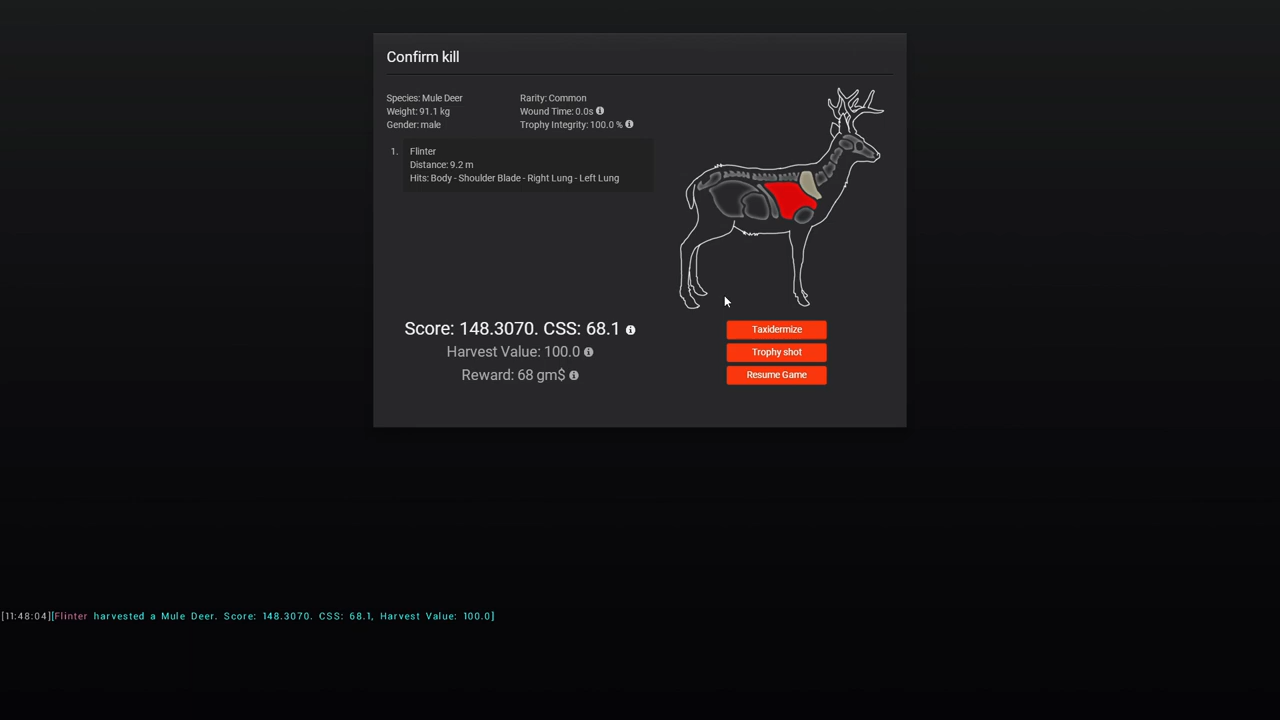 Confirm kill
Species: Mule Deer
Weight: 91.1 kg
Gender: male
Rarity: Common
Wound Time: 0.0s
Trophy Integrity: 100.0 %
1. Flinter
Distance: 9.2 m
Hits: Body - Shoulder Blade - Right Lung - Left Lung
Score: 148.3070. CSS: 68.1
Harvest Value: 100.0
Reward: 68 gm$
Taxidermize
Trophy shot
Resume Game
[11:48:04][Flinter harvested a Mule Deer. Score: 148.3070. CSS: 68.1, Harvest Value: 100.0]